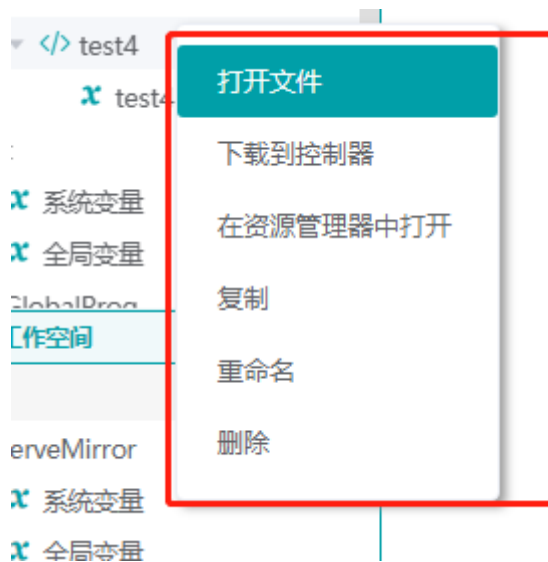 </> test4
打开文件
x test4
下载到控制器
x 系统变量
在资源管理器中打开
x 全局变量
GlobalProg
复制
工作空间
重命名
erveMirror
删除
x 系统变量
x 全局变量